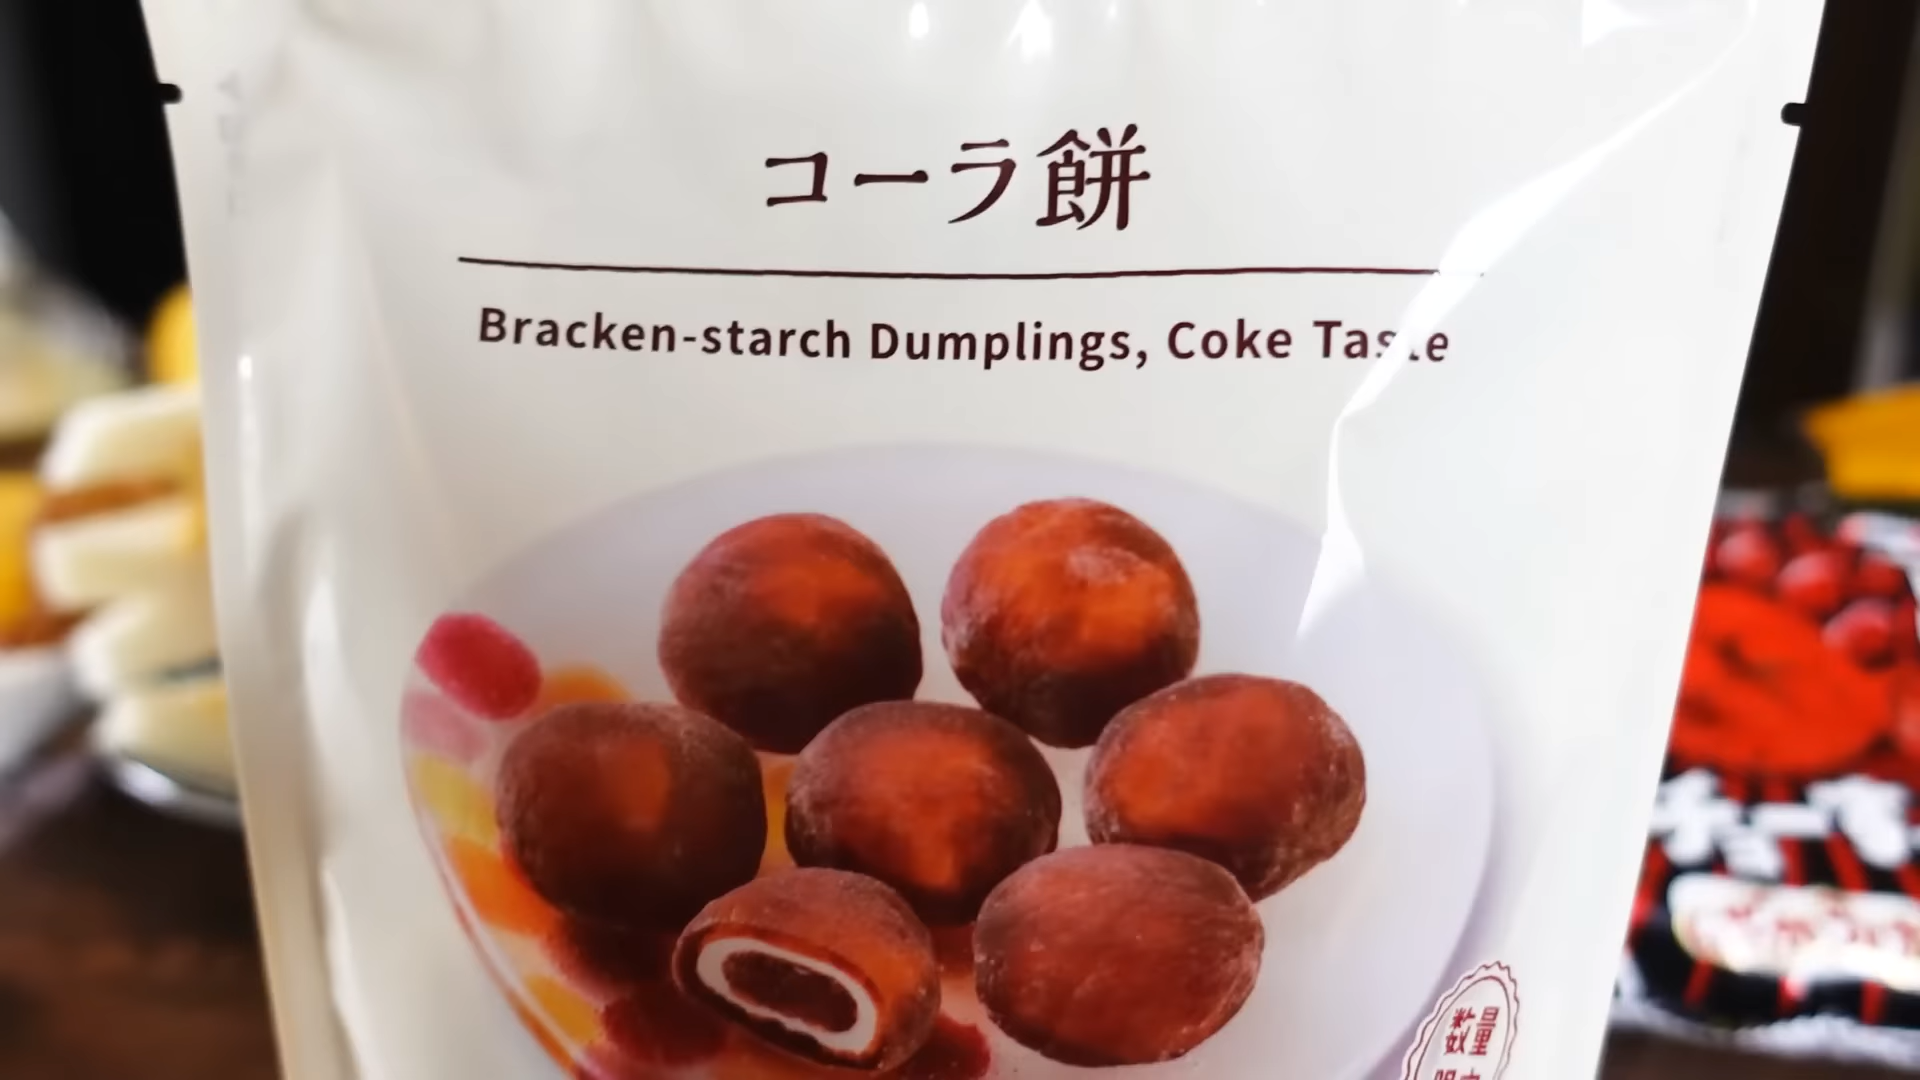 コーラ餅
Bracken-starch Dumplings, Coke Taste
数量